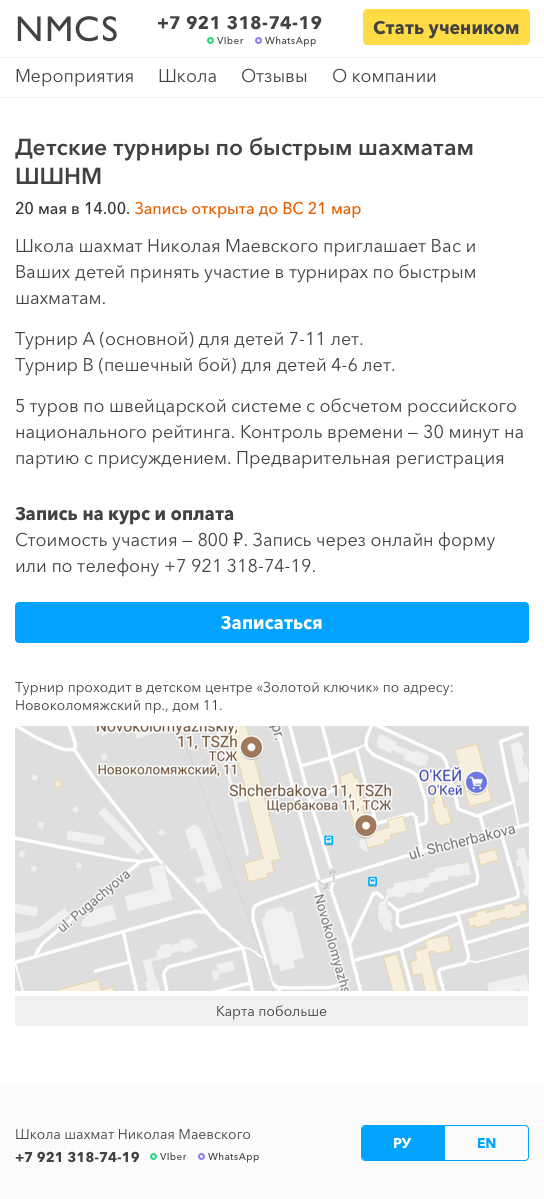 NMCS
+7 921 318-74-19
VIber WhatsApp
Стать учеником
Мероприятия Школа Отзывы О компании
Детские турниры по быстрым шахматам
ШШНМ
20 мая в 14.00. Запись открыта до ВС 21 мар
Школа шахмат Николая Маевского приглашает Вас и
Ваших детей принять участие в турнирах по быстрым
шахматам.
Турнир А (основной) для детей 7-11 лет.
Турнир В (пешечный бой) для детей 4-6 лет.
5 туров по швейцарской системе с обсчетом российского
национального рейтинга. Контроль времени — 30 минут на
партию с присуждением. Предварительная регистрация
Запись на курс и оплата
Стоимость участия — 800 ₽. Запись через онлайн форму
или по телефону +7 921 318-74-19.
Записаться
Турнир проходит в детском центре «Золотой ключик» по адресу:
Новоколомяжский пр., дом 11.
Novokolomyazhskiy,
11, TSZh
ТСЖ
Новоколомяжский, 11
pr.
Shcherbakova 11, TSZh
Щербакова 11, ТСЖ
О'КЕЙ
О'Кей
ul. Shcherbakova
ul. Pugachyova
Novokolomyazhs
Карта побольше
Школа шахмат Николая Маевского
+7 921 318-74-19 VIber WhatsApp
РУ EN